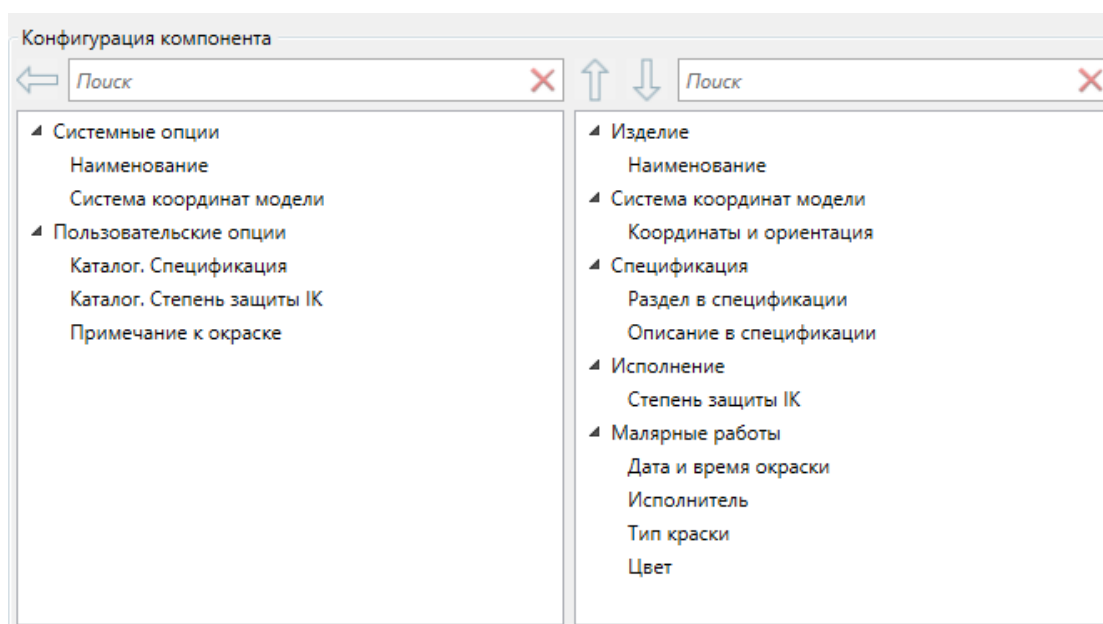 Конфигурация компонента
Поиск
Поиск
Системные опции
Наименование
Система координат модели
Пользовательские опции
Каталог. Спецификация
Каталог. Степень защиты IK
Примечание к окраске
Изделие
Наименование
Система координат модели
Координаты и ориентация
Спецификация
Раздел в спецификации
Описание в спецификации
Исполнение
Степень защиты IK
Малярные работы
Дата и время окраски
Исполнитель
Тип краски
Цвет